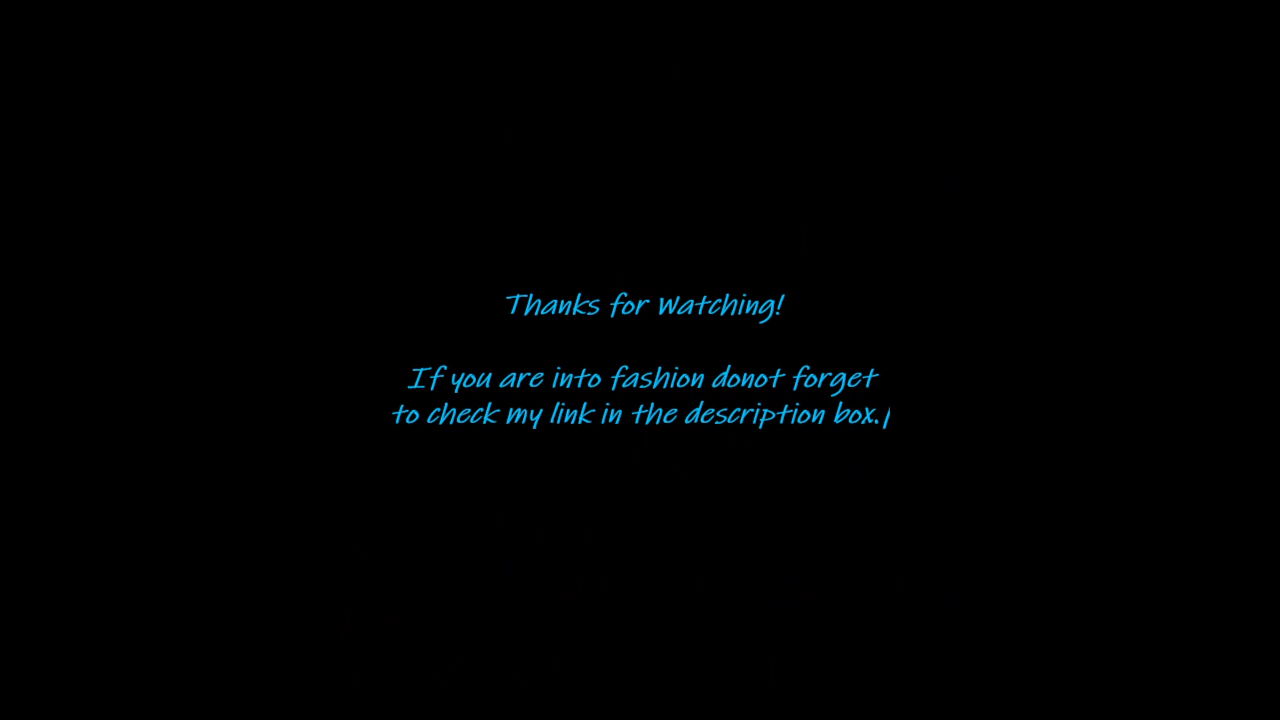 Thanks for Watching!
If you are into fashion donot forget
to check my link in the description box.